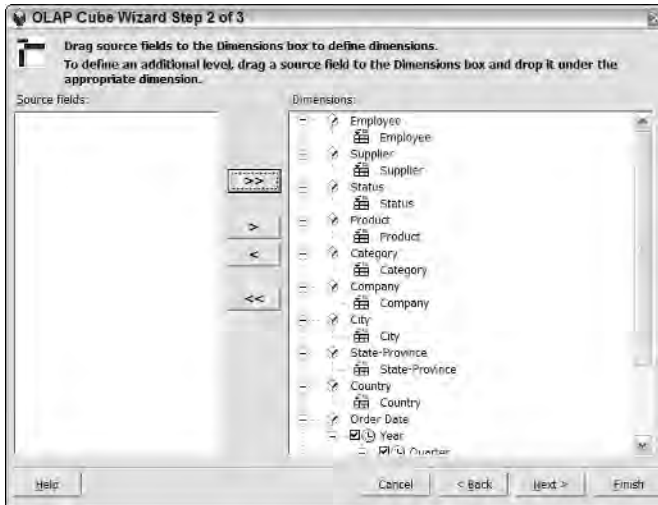 OLAP Cube Wizard Step 2 of 3
Drag source fields to the Dimensions box to define dimensions.
To define an additional level, drag a source field to the Dimensions box and drop it under the
appropriate dimension.
Source fields:
Dimensions:
Employee
Employee
Supplier
Supplier
Status
Status
Product
Product
Category
Category
Company
Company
City
City
State-Province
State-Province
Country
Country
Order Date
Year
Quarter
>>
>
<
<<
Help
Cancel
< Back
Next >
Finish